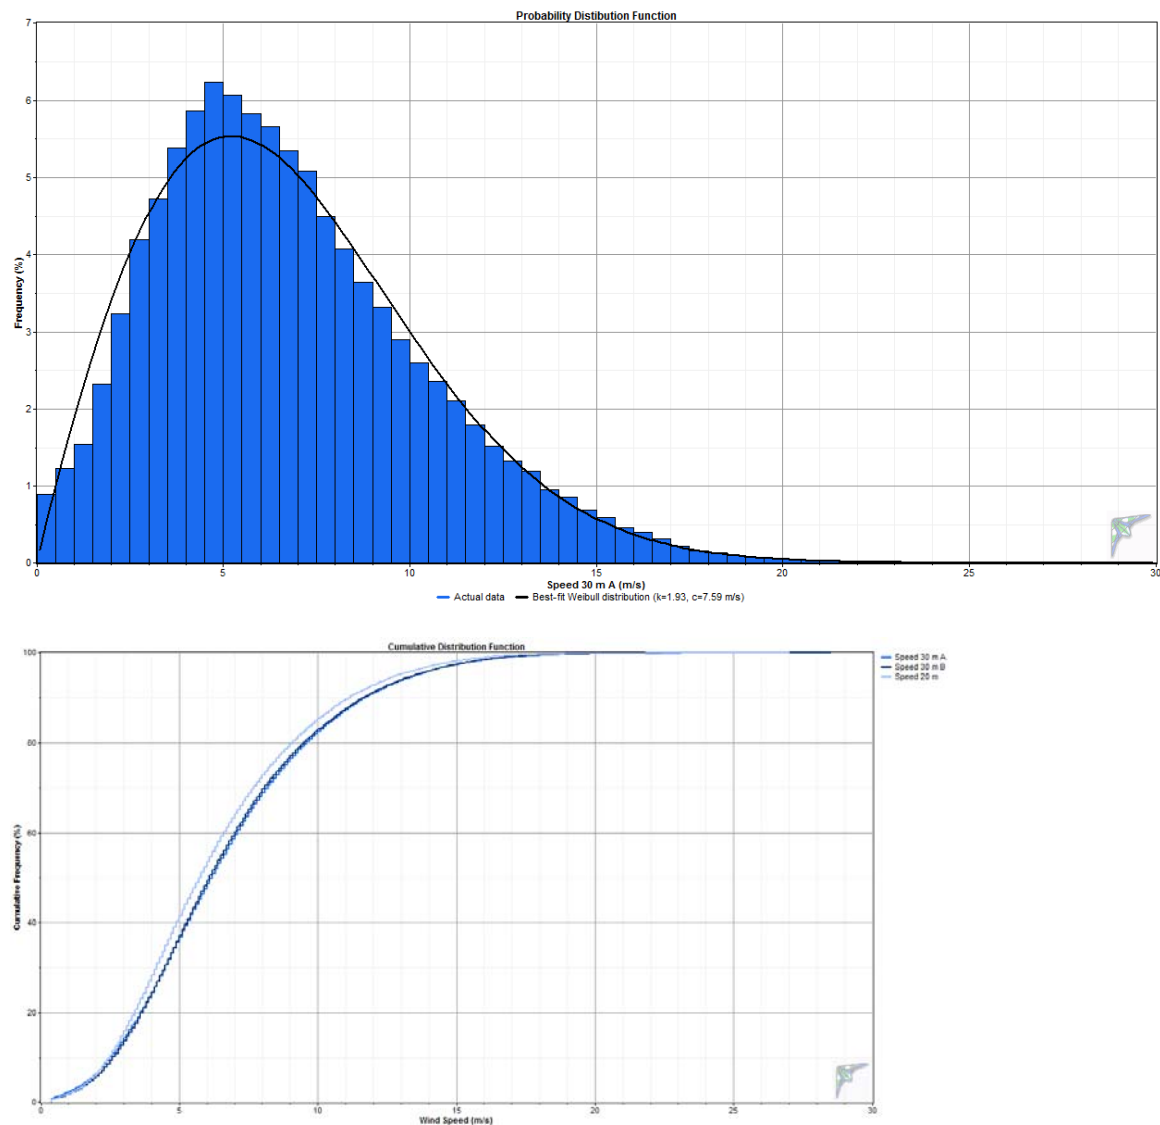 Probability Distibution Function
7
6
5
4
3
2
1
0
Frequency (%)
0 5 10 15 20 25 30
Speed 30 m A (m/s)
Actual data Best-fit Weibull distribution (k=1.93, c=7.59 m/s)
Cumulative Distribution Function
100
80
60
40
20
0
Cumulative Frequency (%)
0 5 10 15 20 25 30
Wind Speed (m/s)
Speed 30 m A
Speed 30 m B
Speed 20 m